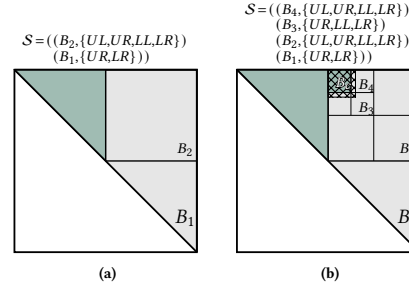 S = ((B2,{UL,UR,LL,LR})
(B1,{UR,LR}))
B2
B1
(a)
S = ((B4,{UL,UR,LL,LR})
(B3,{UR,LL,LR})
(B2,{UL,UR,LL,LR})
(B1,{UR,LR}))
B4
B3
B
B
(b)